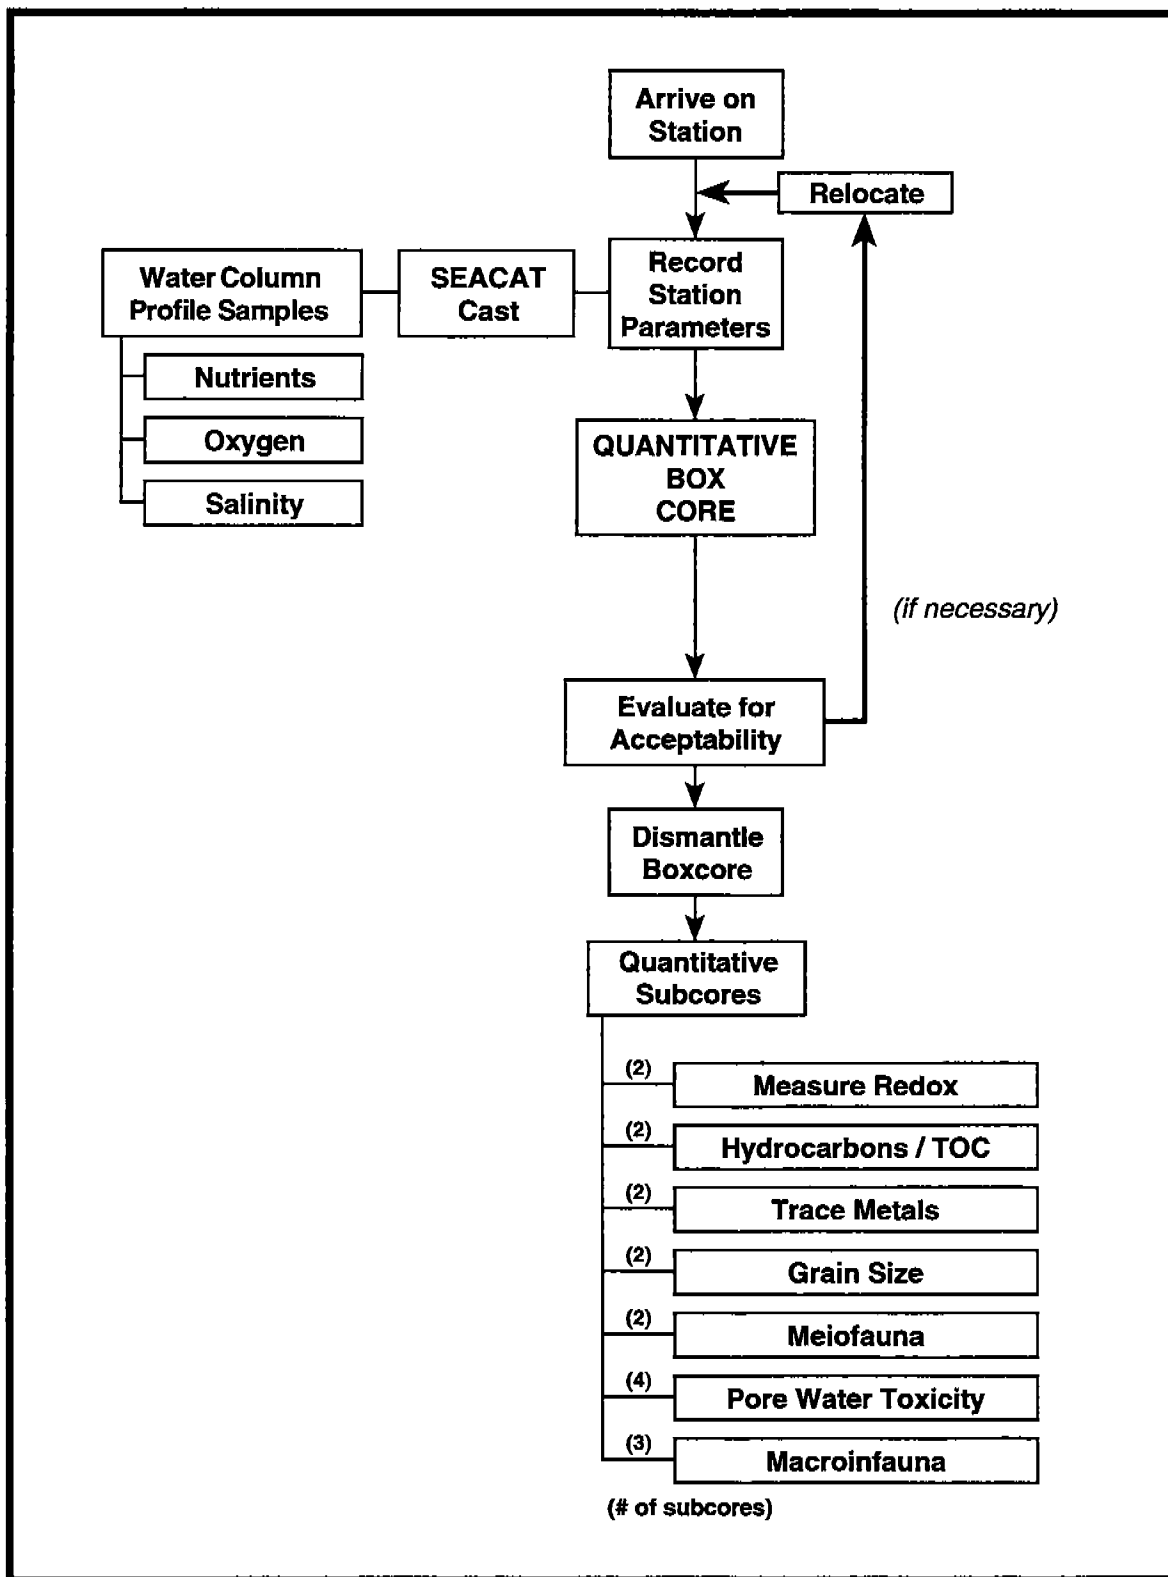 Arrive on
Station
Relocate
Record
Station
Parameters
SEACAT
Cast
Water Column
Profile Samples
Nutrients
Oxygen
Salinity
QUANTITATIVE
BOX
CORE
(if necessary)
Evaluate for
Acceptability
Dismantle
Boxcore
Quantitative
Subcores
(2) Measure Redox
(2) Hydrocarbons / TOC
(2) Trace Metals
(2) Grain Size
(2) Meiofauna
(4) Pore Water Toxicity
(3) Macroinfauna
(# of subcores)